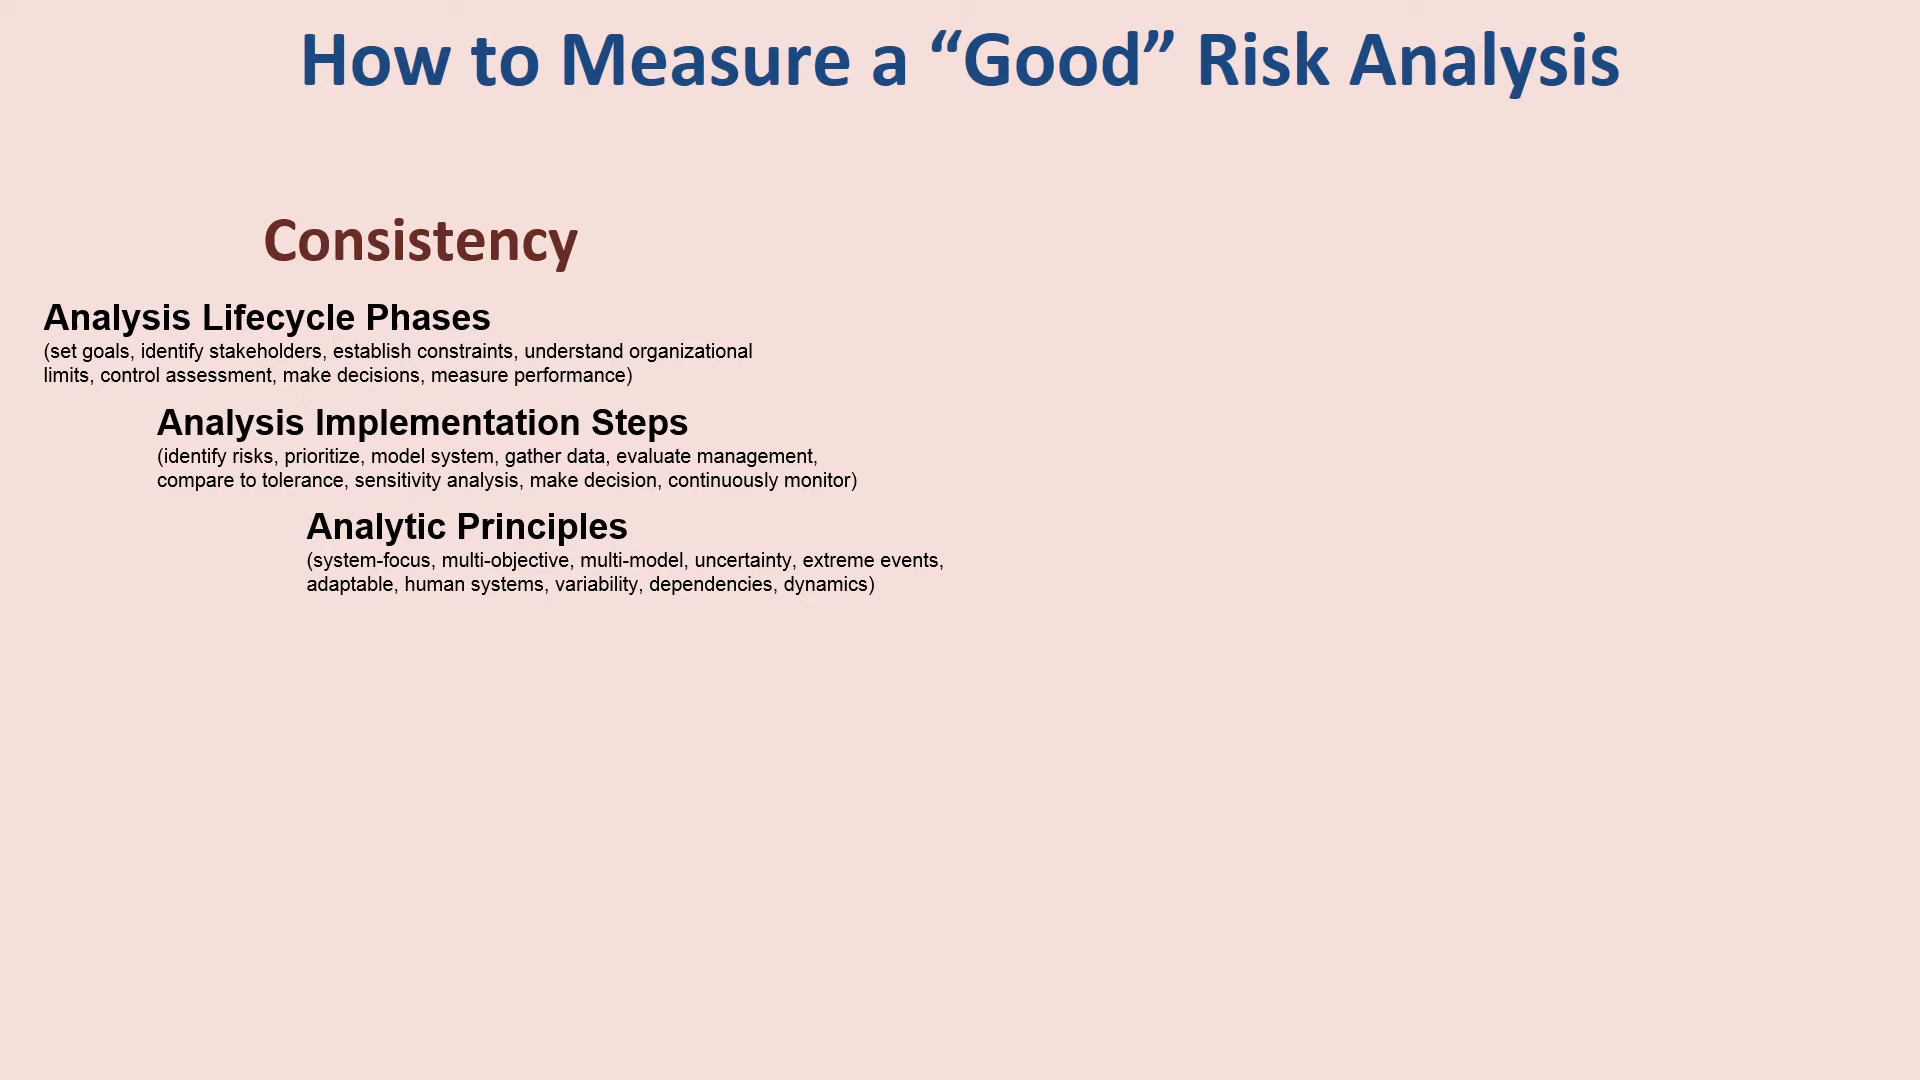 How to Measure a “Good” Risk Analysis
Consistency
Analysis Lifecycle Phases
(set goals, identify stakeholders, establish constraints, understand organizational
limits, control assessment, make decisions, measure performance)
Analysis Implementation Steps
(identify risks, prioritize, model system, gather data, evaluate management,
compare to tolerance, sensitivity analysis, make decision, continuously monitor)
Analytic Principles
(system-focus, multi-objective, multi-model, uncertainty, extreme events,
adaptable, human systems, variability, dependencies, dynamics)